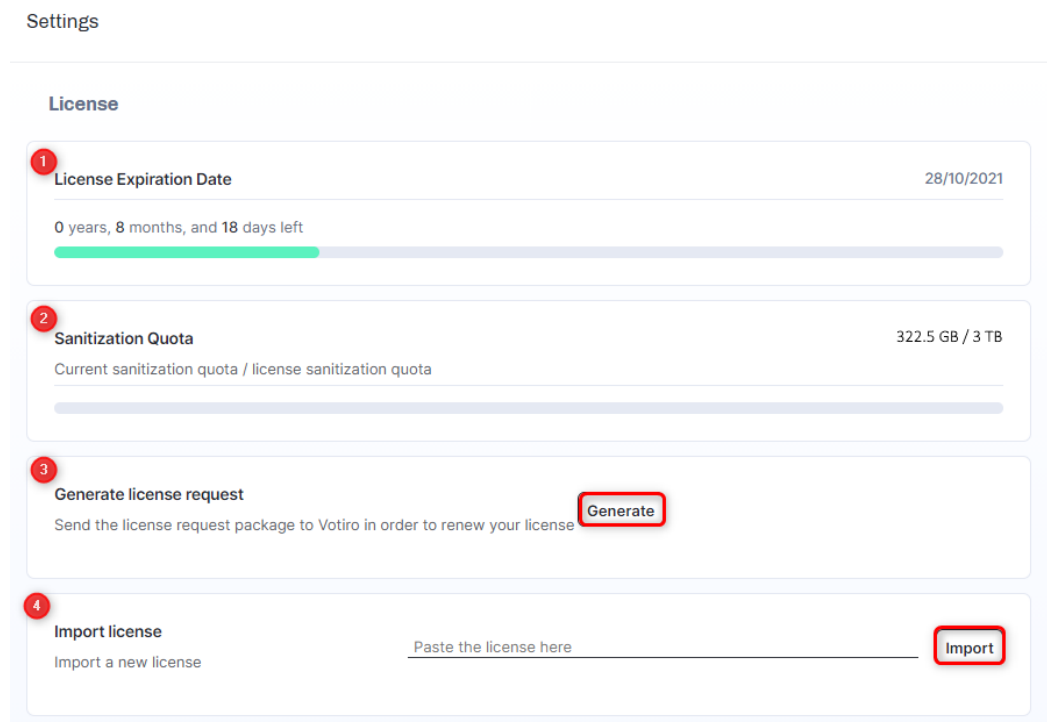 Settings
License
1
License Expiration Date
28/10/2021
0 years, 8 months, and 18 days left
2
Sanitization Quota
322.5 GB / 3 TB
Current sanitization quota / license sanitization quota
3
Generate license request
Generate
Send the license request package to Votiro in order to renew your license
4
Import license
Paste the license here
Import
Import a new license